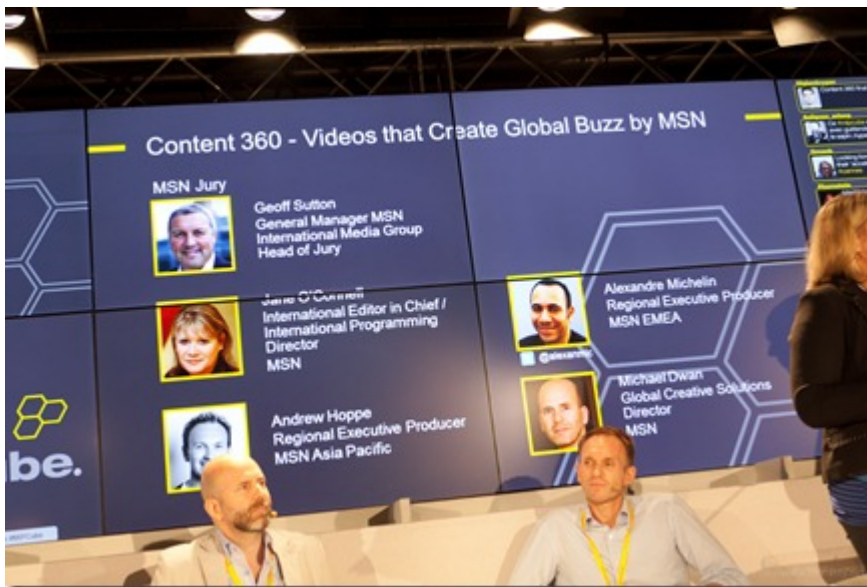 Content 360 - Videos that Create Global Buzz by MSN
MSN Jury
Geoff Sutton
General Manager MSN
International Media Group
Head of Jury
Jane O'Connell
International Editor in Chief /
International Programming
Director
MSN
Alexandre Michelin
Regional Executive Producer
MSN EMEA
Andrew Hoppe
Regional Executive Producer
MSN Asia Pacific
Michael Dwan
Global Creative Solutions
Director
MSN
be.
Content 360